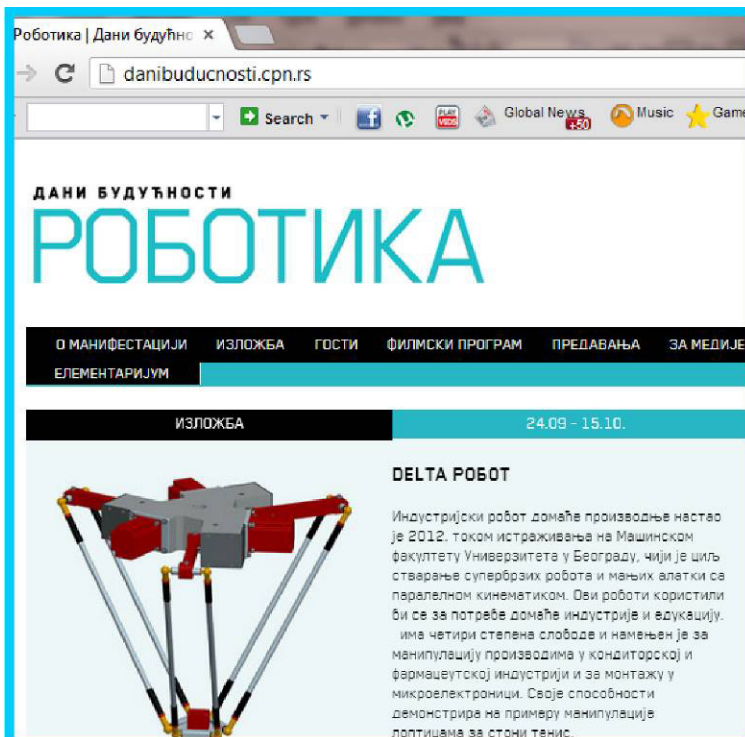 Роботика | Дани будућно
danibuducnosti.cpn.rs
Search
f
PLAY
Global News
+50
Music
Game
ДАНИ БУДУЋНОСТИ
РОБОТИКА
О МАНИФЕСТАЦИЈИ ИЗЛОЖБА ГОСТИ ФИЛМСКИ ПРОГРАМ ПРЕДАВАЊА ЗА МЕДИЈЕ
ЕЛЕМЕНТАРИЈУМ
ИЗЛОЖБА
24.09 - 15.10.
DELTA РОБОТ
Индустријски робот домаће производње настао
је 2012. током истраживања на Машинском
факултету Универзитета у Београду, чији је циљ
стварање супербрзих робота и мањих алатки са
паралелном кинематиком. Ови роботи користили
би се за потребе домаће индустрије и едукацију.
има четири степена слободе и намењен је за
манипулацију производима у кондиторској и
фармацеутској индустрији и за монтажу у
микроелектроници. Своје способности
демонстрира на примеру манипулације
лоптицама за стони тенис.